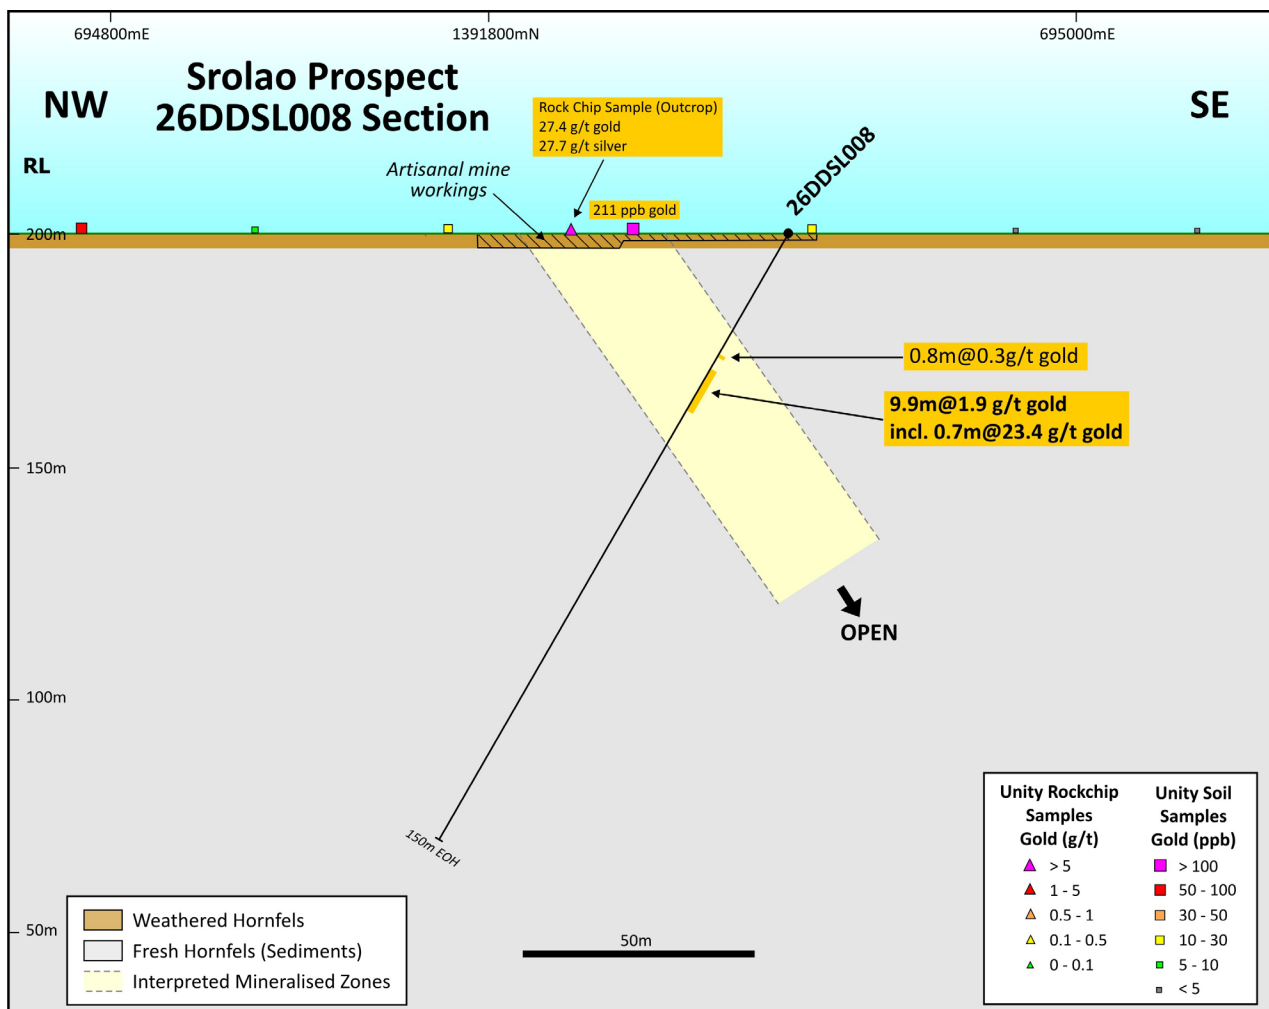 694800mE
1391800mN
695000mE
Srolao Prospect
26DDSL008 Section
NW
SE
RL
Rock Chip Sample (Outcrop)
27.4 g/t gold
27.7 g/t silver
Artisanal mine
workings
211 ppb gold
26DDSL008
200m
0.8m@0.3g/t gold
9.9m@1.9 g/t gold
incl. 0.7m@23.4 g/t gold
150m
OPEN
100m
150m EOH
50m
50m
Weathered Hornfels
Fresh Hornfels (Sediments)
Interpreted Mineralised Zones
Unity Rockchip
Samples
Gold (g/t)
> 5
1 - 5
0.5 - 1
0.1 - 0.5
0 - 0.1
Unity Soil
Samples
Gold (ppb)
> 100
50 - 100
30 - 50
10 - 30
5 - 10
< 5